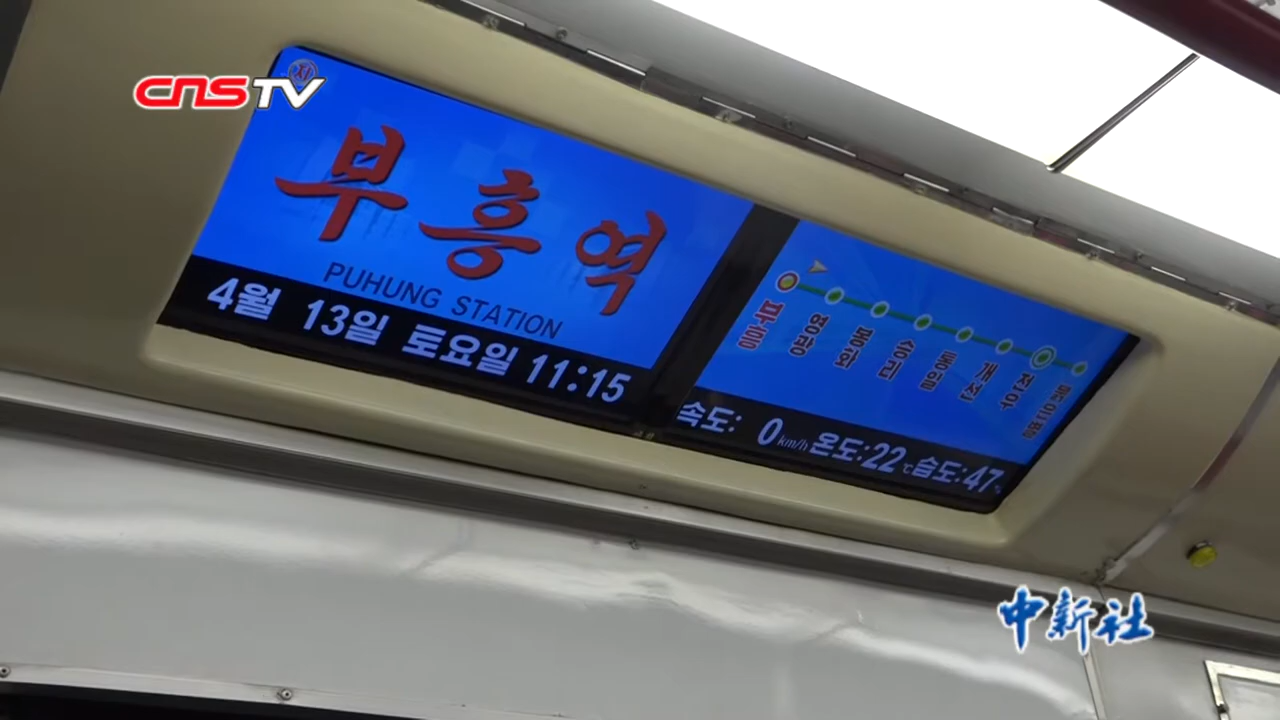 CNSTV
부흥역
PUHUNG STATION
4월 13일 토요일 11:15
부흥
영광
봉화
승리
통일
개선
전우
붉은별
속도: 0 km/h 온도:22 ℃ 습도:47 %
中新社